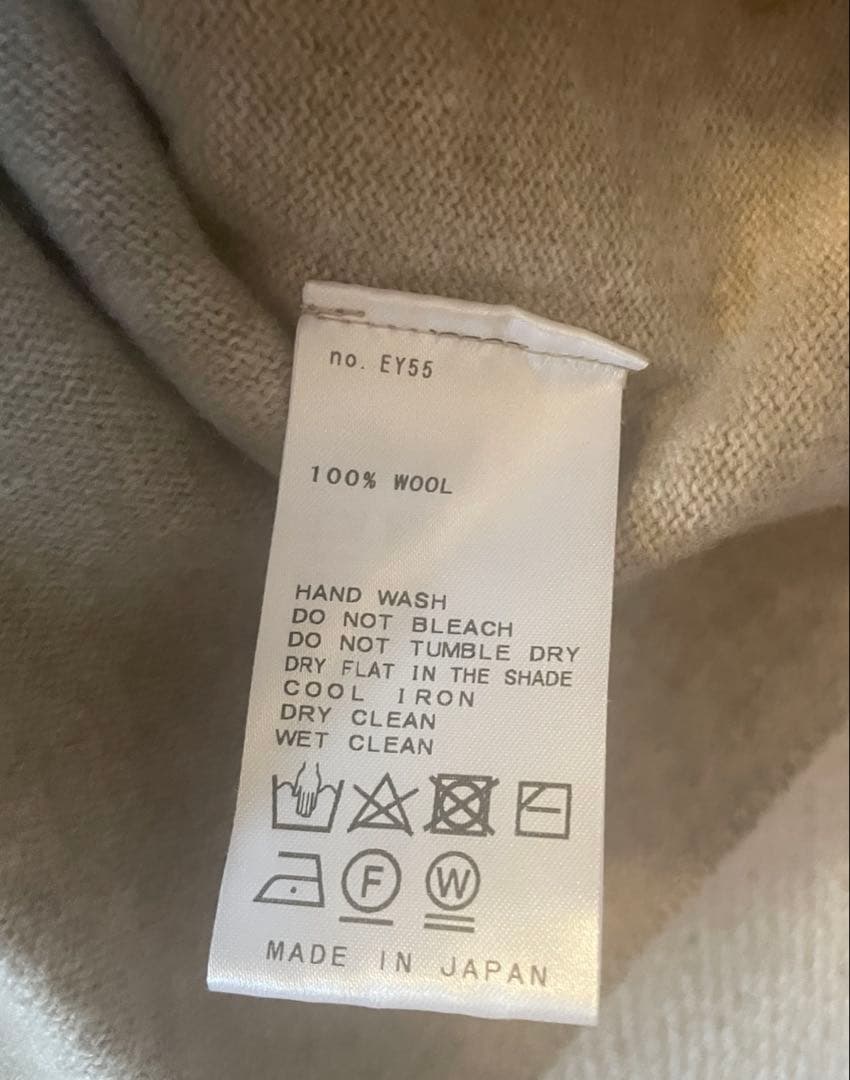 no. EY55
100% WOOL
HAND WASH
DO NOT BLEACH
DO NOT TUMBLE DRY
DRY FLAT IN THE SHADE
COOL IRON
DRY CLEAN
WET CLEAN
F W
MADE IN JAPAN